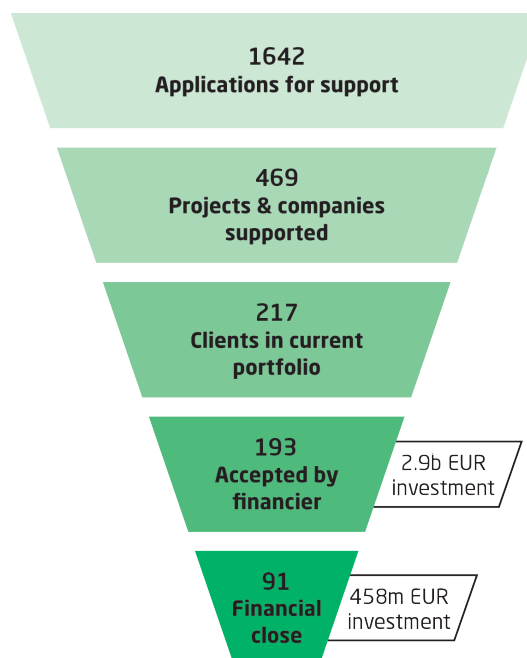 1642
Applications for support
469
Projects & companies
supported
217
Clients in current
portfolio
193
Accepted by
financier
2.9b EUR
investment
91
Financial
close
458m EUR
investment